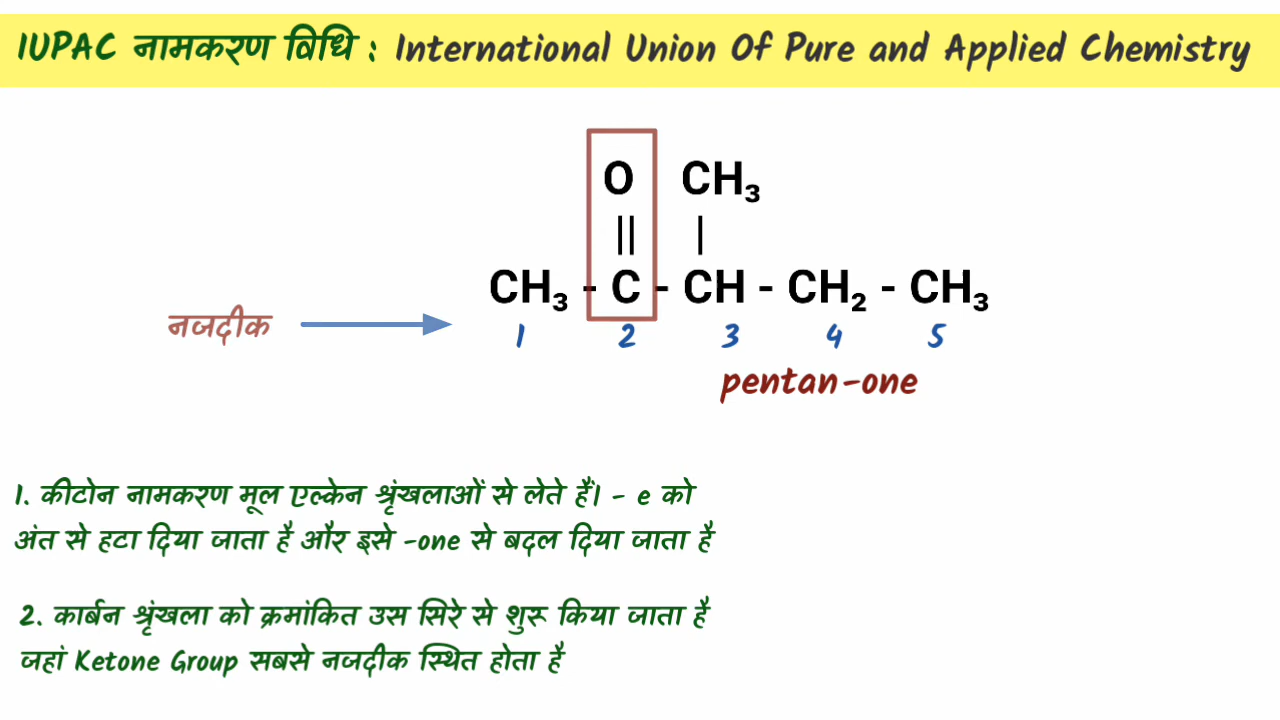 IUPAC नामकरण विधि : International Union Of Pure and Applied Chemistry
O CH₃
|| |
CH₃ - C - CH - CH₂ - CH₃
नजदीक
1 2 3 4 5
pentan-one
1. कीटोन नामकरण मूल एल्केन श्रृंखलाओं से लेते हैं। - e को
अंत से हटा दिया जाता है और इसे -one से बदल दिया जाता है
2. कार्बन श्रृंखला को क्रमांकित उस सिरे से शुरू किया जाता है
जहां Ketone Group सबसे नजदीक स्थित होता है